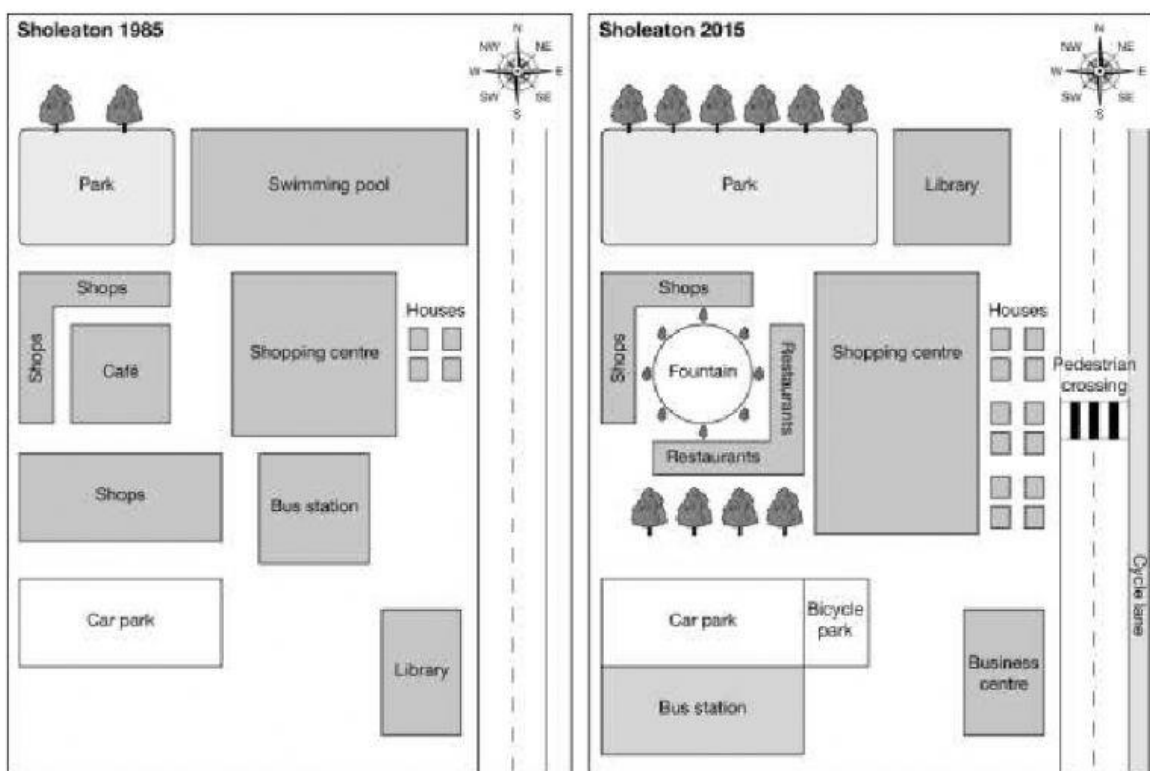 Sholeaton 1985
N
NW NE
W E
SW SE
S
Park
Swimming pool
Shops
Shops
Café
Shopping centre
Houses
Shops
Bus station
Car park
Library
Sholeaton 2015
N
NW NE
W E
SW SE
S
Park
Library
Shops
Shops
Fountain
Restaurants
Restaurants
Shopping centre
Houses
Pedestrian
crossing
Car park
Bicycle
park
Bus station
Business
centre
Cycle lane